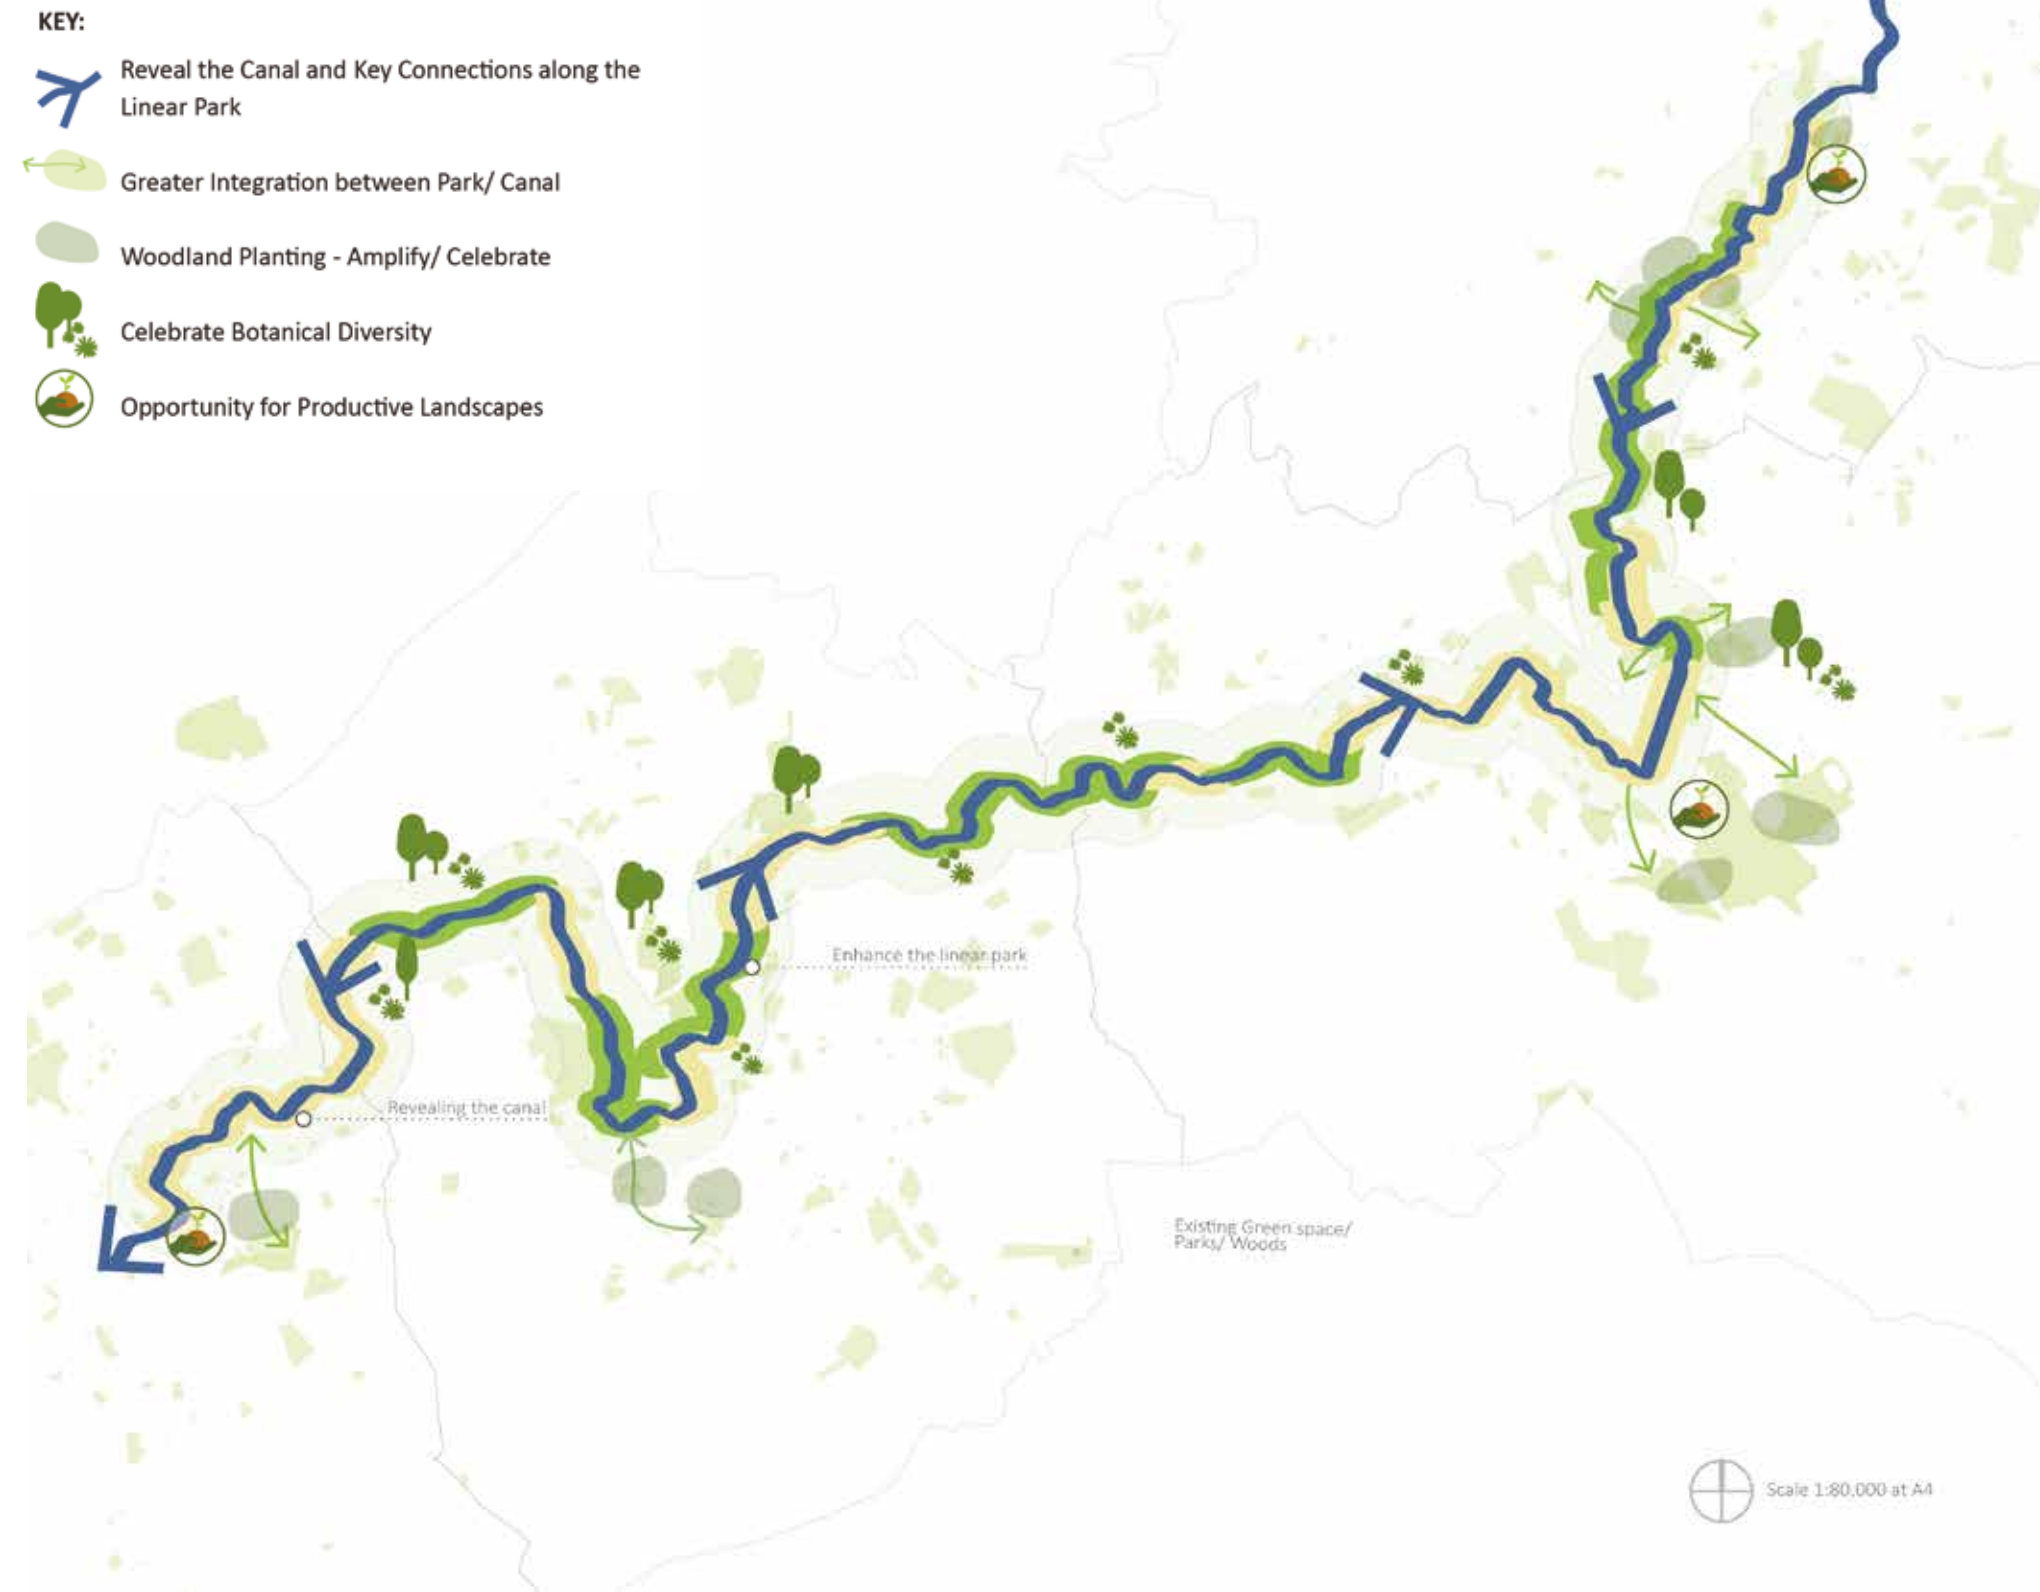 KEY:
Reveal the Canal and Key Connections along the
Linear Park
Greater Integration between Park/ Canal
Woodland Planting - Amplify/ Celebrate
Celebrate Botanical Diversity
Opportunity for Productive Landscapes
Enhance the linear park
Revealing the canal
Existing Green space/
Parks/ Woods
Scale 1:80,000 at A4